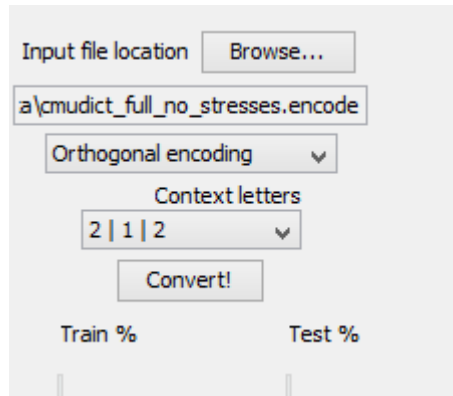 Input file location Browse...
a\cmudict_full_no_stresses.encode
Orthogonal encoding
Context letters
2 | 1 | 2
Convert!
Train % Test %